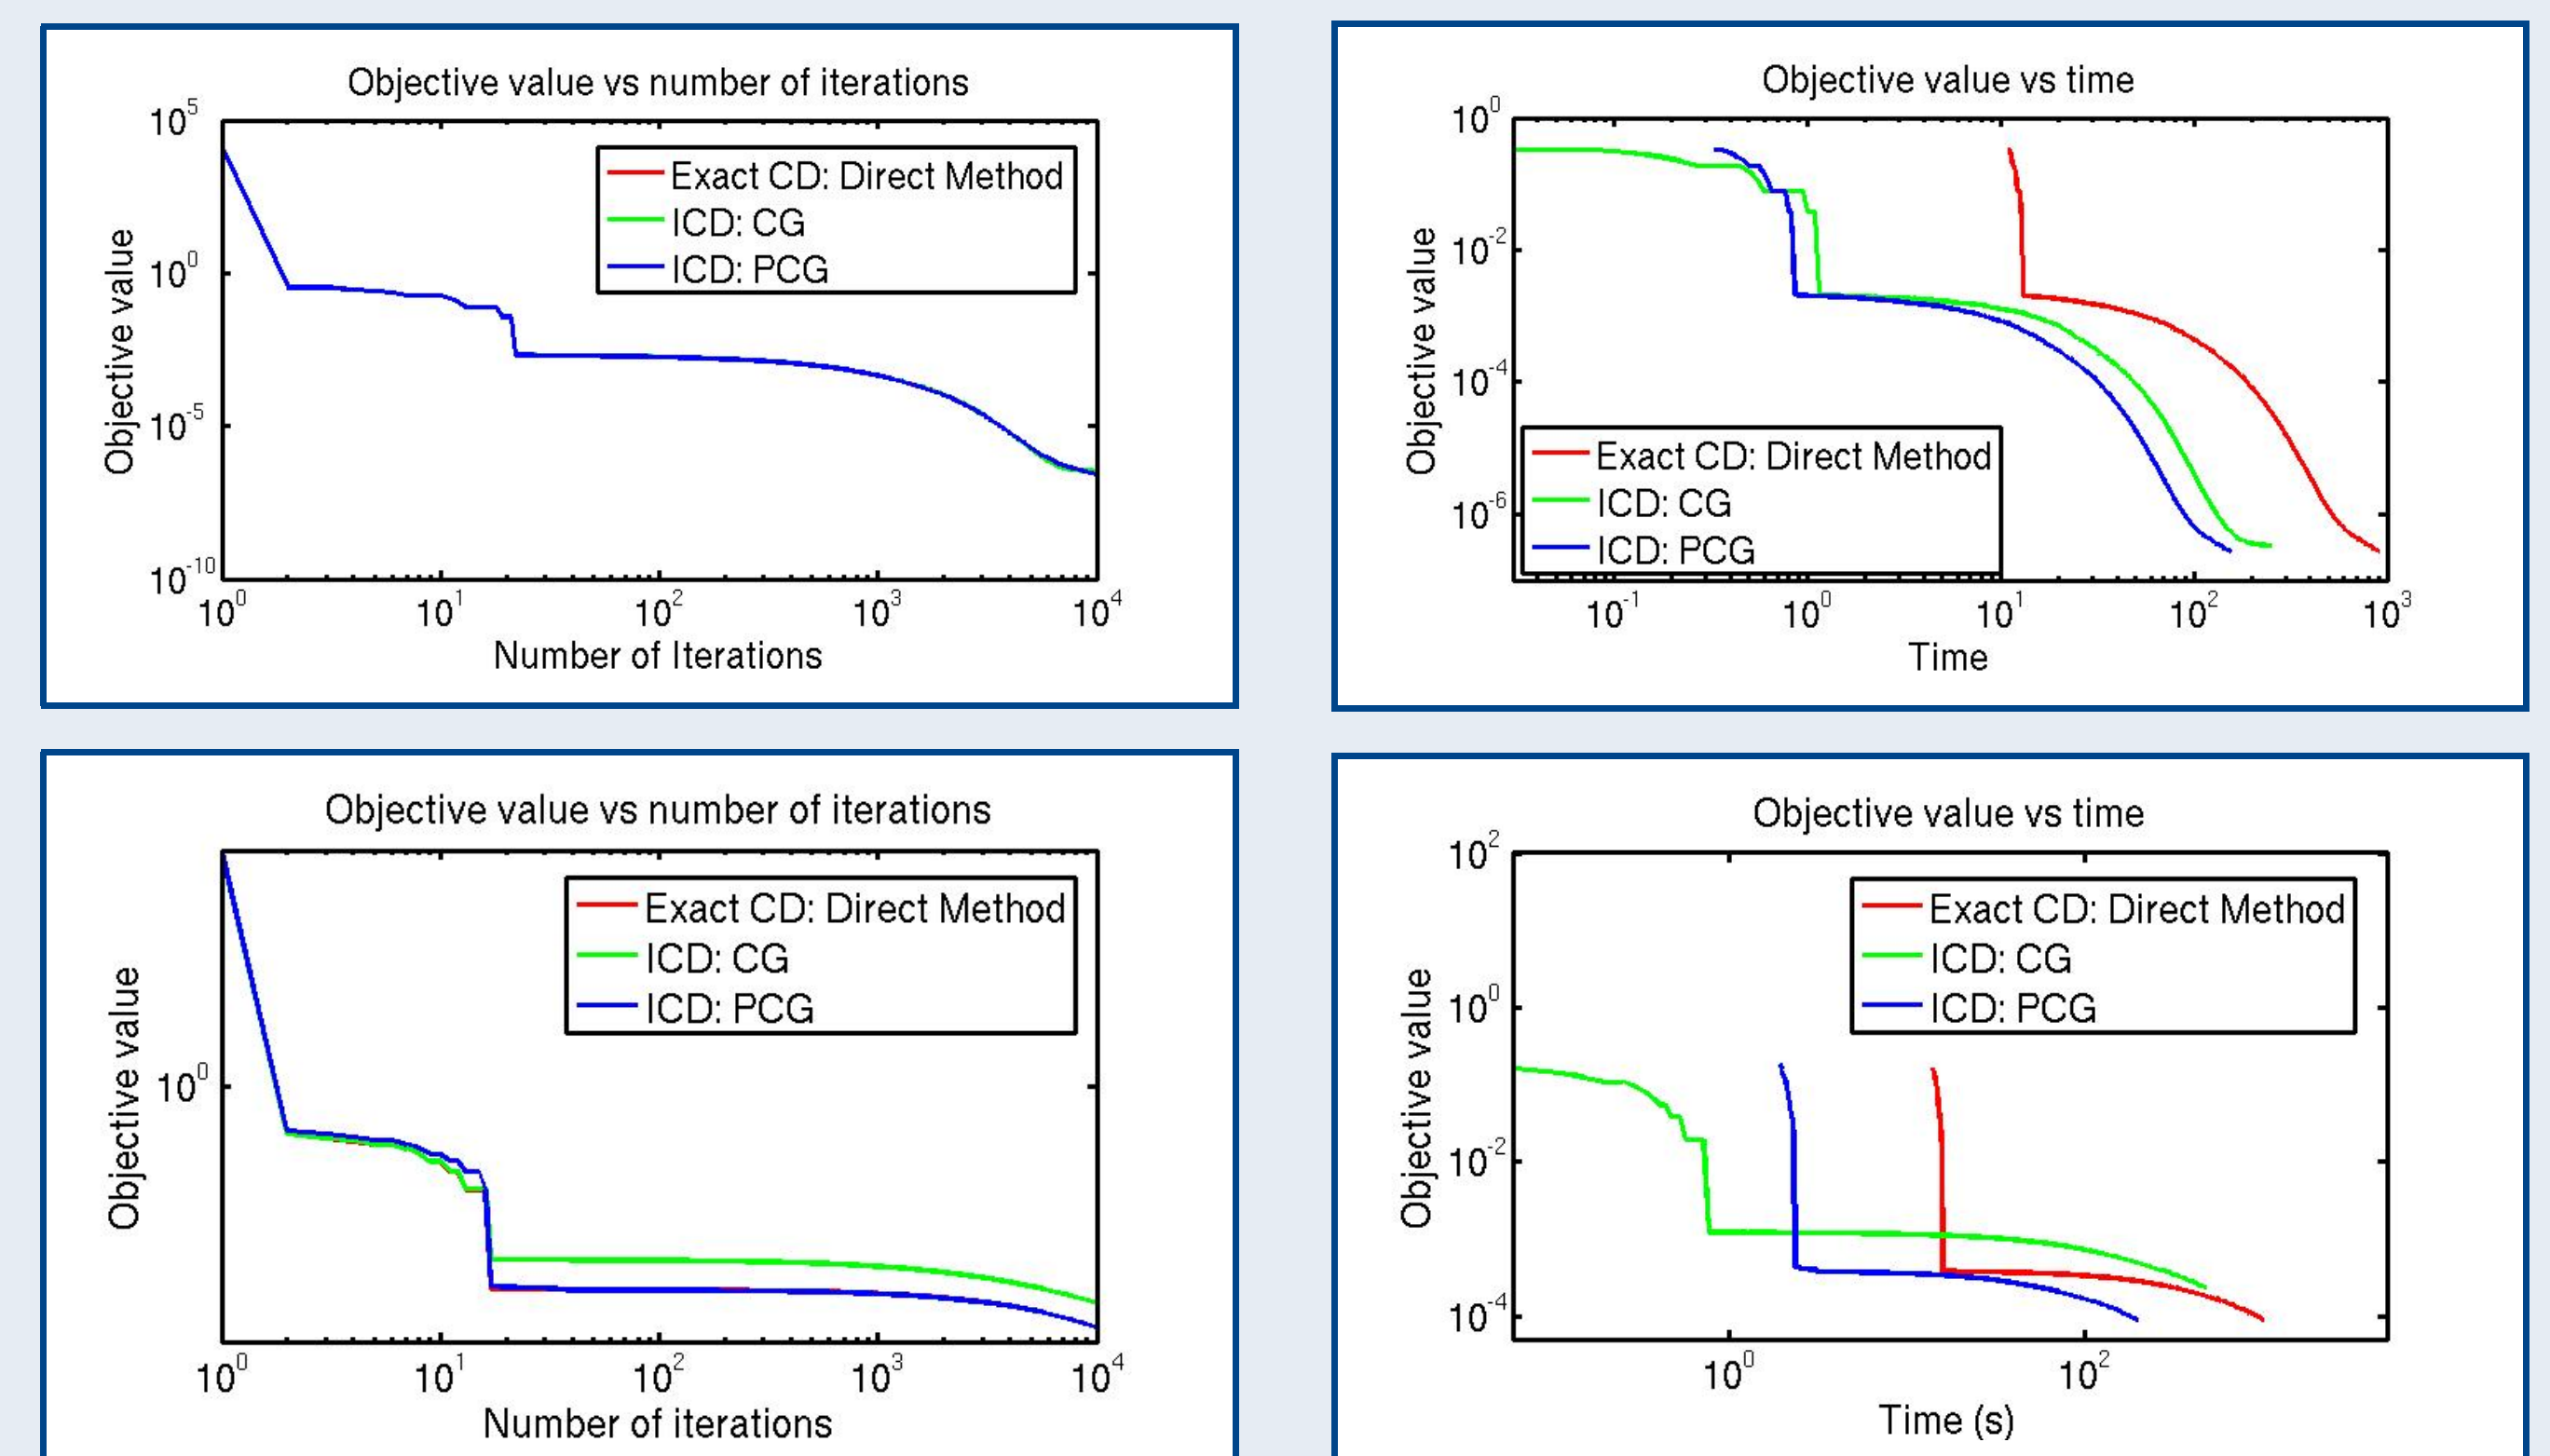 Objective value vs number of iterations
10^5
10^0
10^-5
10^-10
Objective value
Exact CD: Direct Method
ICD: CG
ICD: PCG
10^0 10^1 10^2 10^3 10^4
Number of Iterations
Objective value vs time
10^0
10^-2
10^-4
10^-6
Objective value
Exact CD: Direct Method
ICD: CG
ICD: PCG
10^-1 10^0 10^1 10^2 10^3
Time
Objective value vs number of iterations
10^0
Objective value
Exact CD: Direct Method
ICD: CG
ICD: PCG
10^0 10^1 10^2 10^3 10^4
Number of iterations
Objective value vs time
10^2
10^0
10^-2
10^-4
Objective value
Exact CD: Direct Method
ICD: CG
ICD: PCG
10^0 10^2
Time (s)